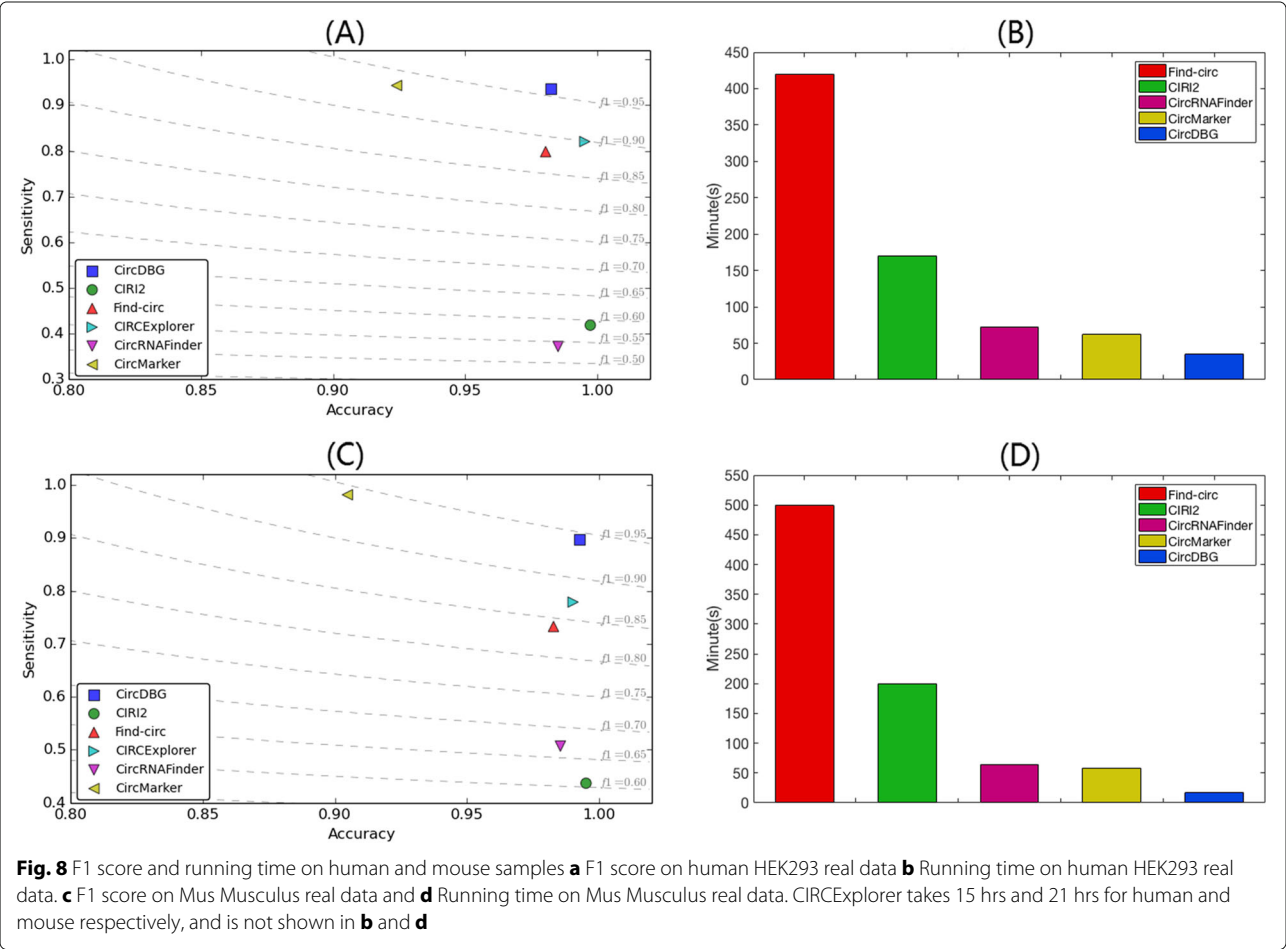 (A)
1.0
0.9
0.8
0.7
0.6
0.5
0.4
0.3
Sensitivity
f1=0.95
f1=0.90
f1=0.85
f1=0.80
f1=0.75
f1=0.70
f1=0.65
f1=0.60
f1=0.55
f1=0.50
CircDBG
CIRI2
Find-circ
CIRCExplorer
CircRNAFinder
CircMarker
0.80
0.85
0.90
0.95
1.00
Accuracy
(B)
450
400
350
300
250
200
150
100
50
0
Minute(s)
Find-circ
CIRI2
CircRNAFinder
CircMarker
CircDBG
(C)
1.0
0.9
0.8
0.7
0.6
0.5
0.4
Sensitivity
f1=0.95
f1=0.90
f1=0.85
f1=0.80
f1=0.75
f1=0.70
f1=0.65
f1=0.60
CircDBG
CIRI2
Find-circ
CIRCExplorer
CircRNAFinder
CircMarker
0.80
0.85
0.90
0.95
1.00
Accuracy
(D)
550
500
450
400
350
300
250
200
150
100
50
0
Minute(s)
Find-circ
CIRI2
CircRNAFinder
CircMarker
CircDBG
Fig. 8 F1 score and running time on human and mouse samples a F1 score on human HEK293 real data b Running time on human HEK293 real
data. c F1 score on Mus Musculus real data and d Running time on Mus Musculus real data. CIRCExplorer takes 15 hrs and 21 hrs for human and
mouse respectively, and is not shown in b and d